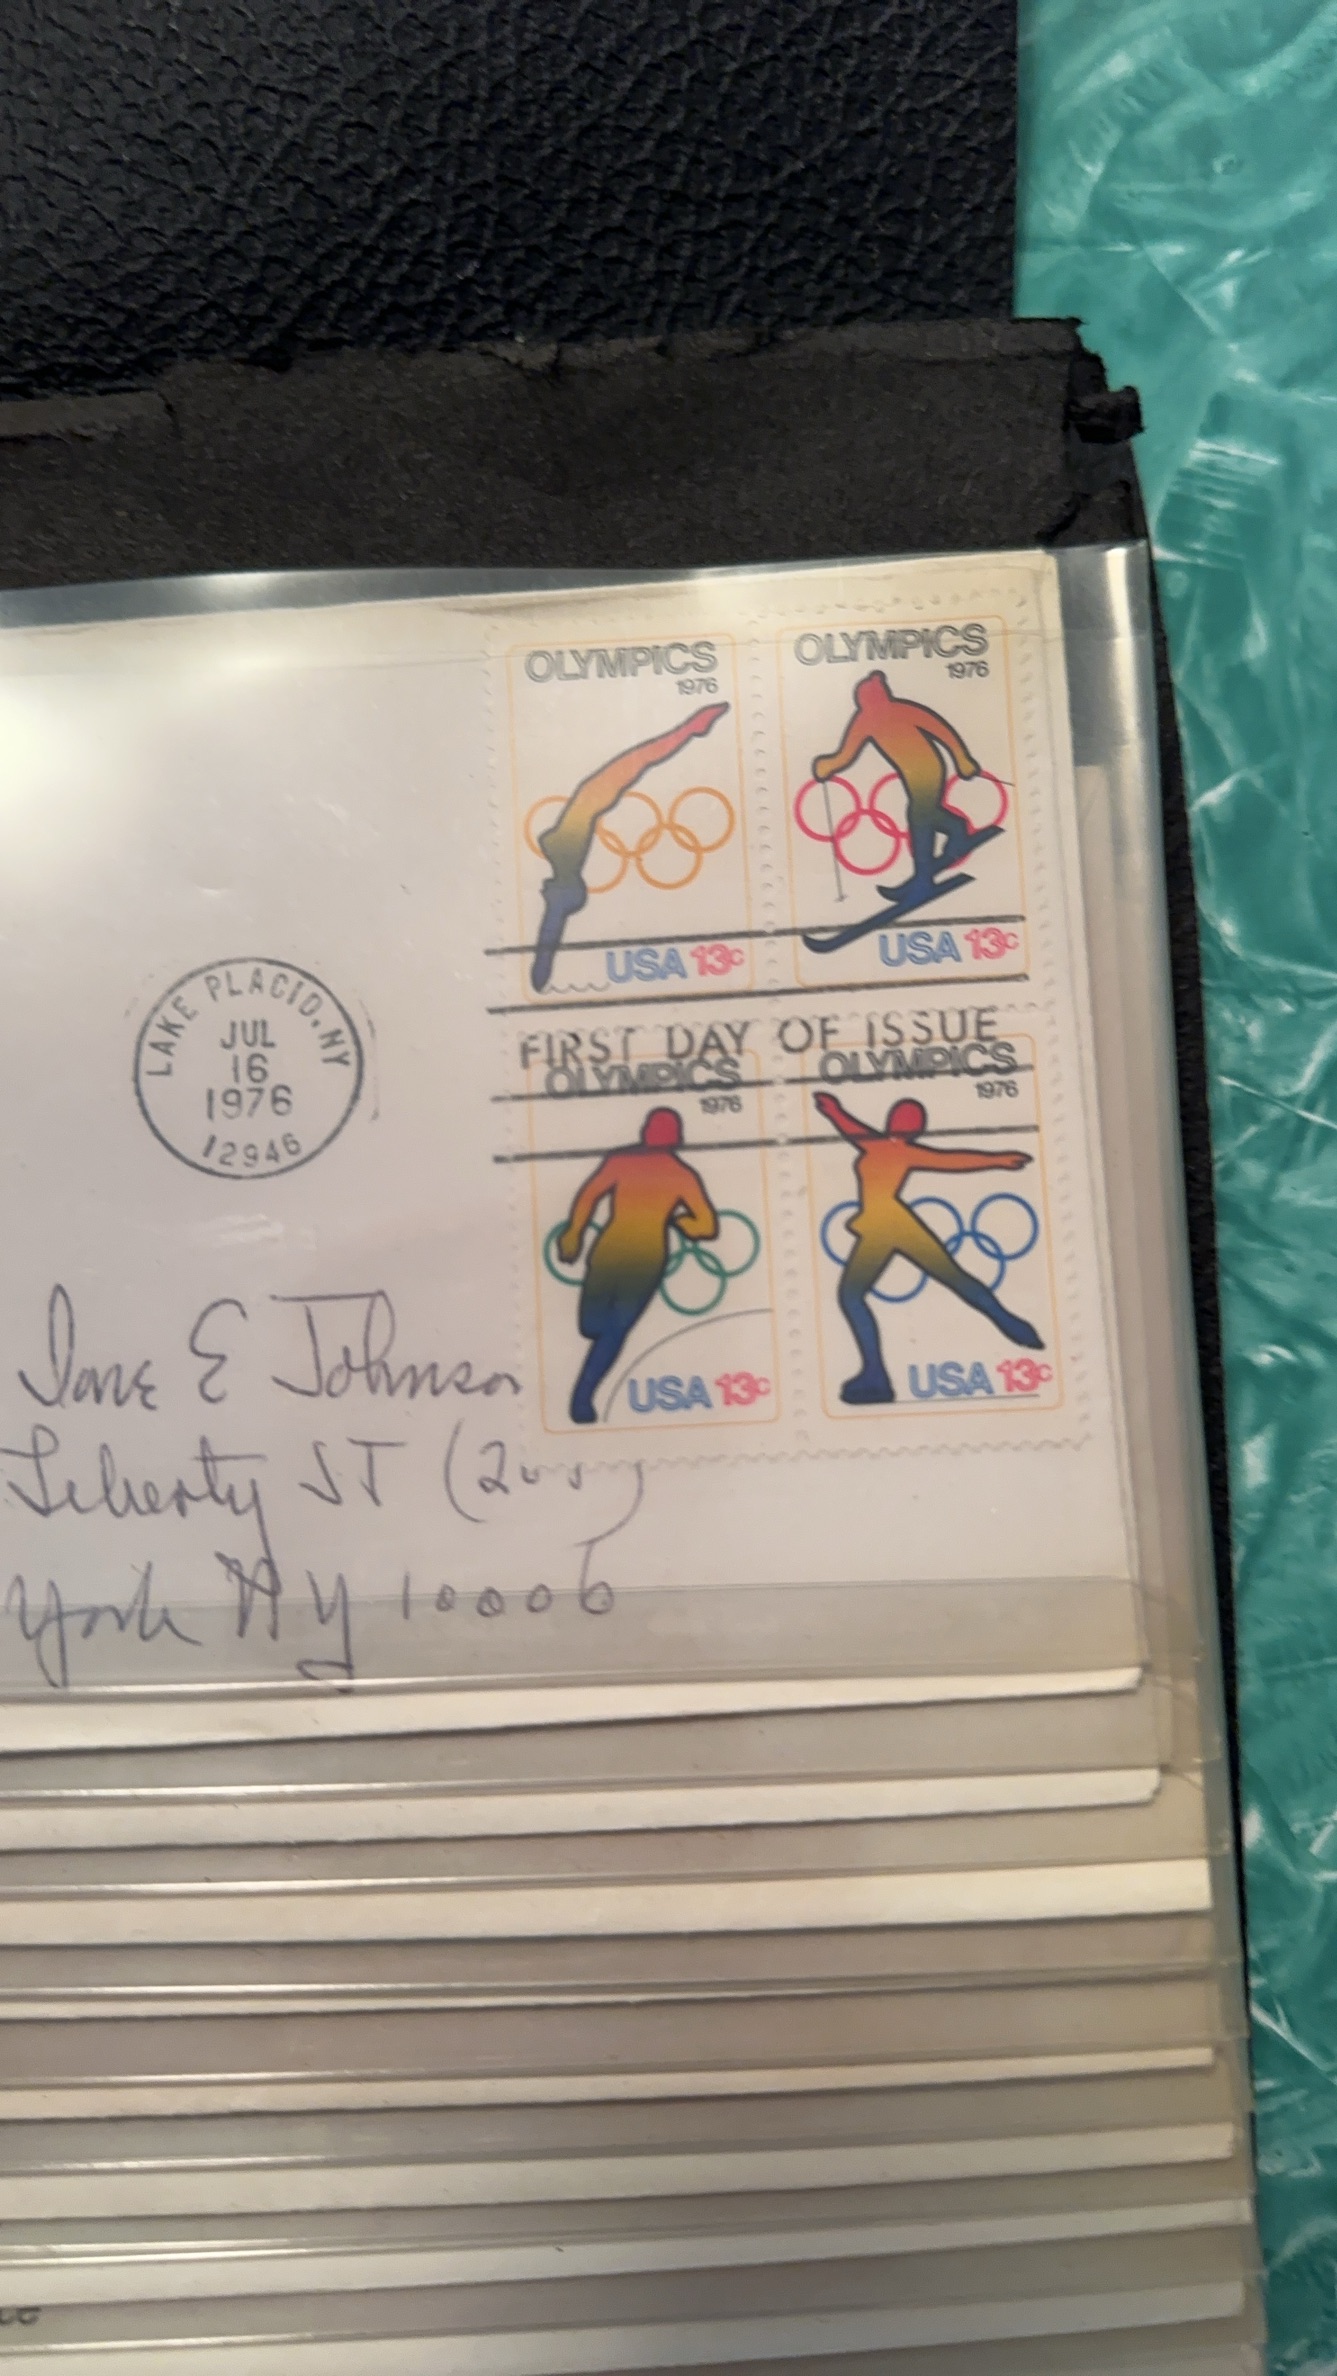 OLYMPICS
1976
USA 13c
OLYMPICS
1976
USA 13c
FIRST DAY OF ISSUE
OLYMPICS
1976
USA 13c
OLYMPICS
1976
USA 13c
LAKE PLACID, NY
JUL
16
1976
12946
E Johnson
Liberty ST
York NY 10006